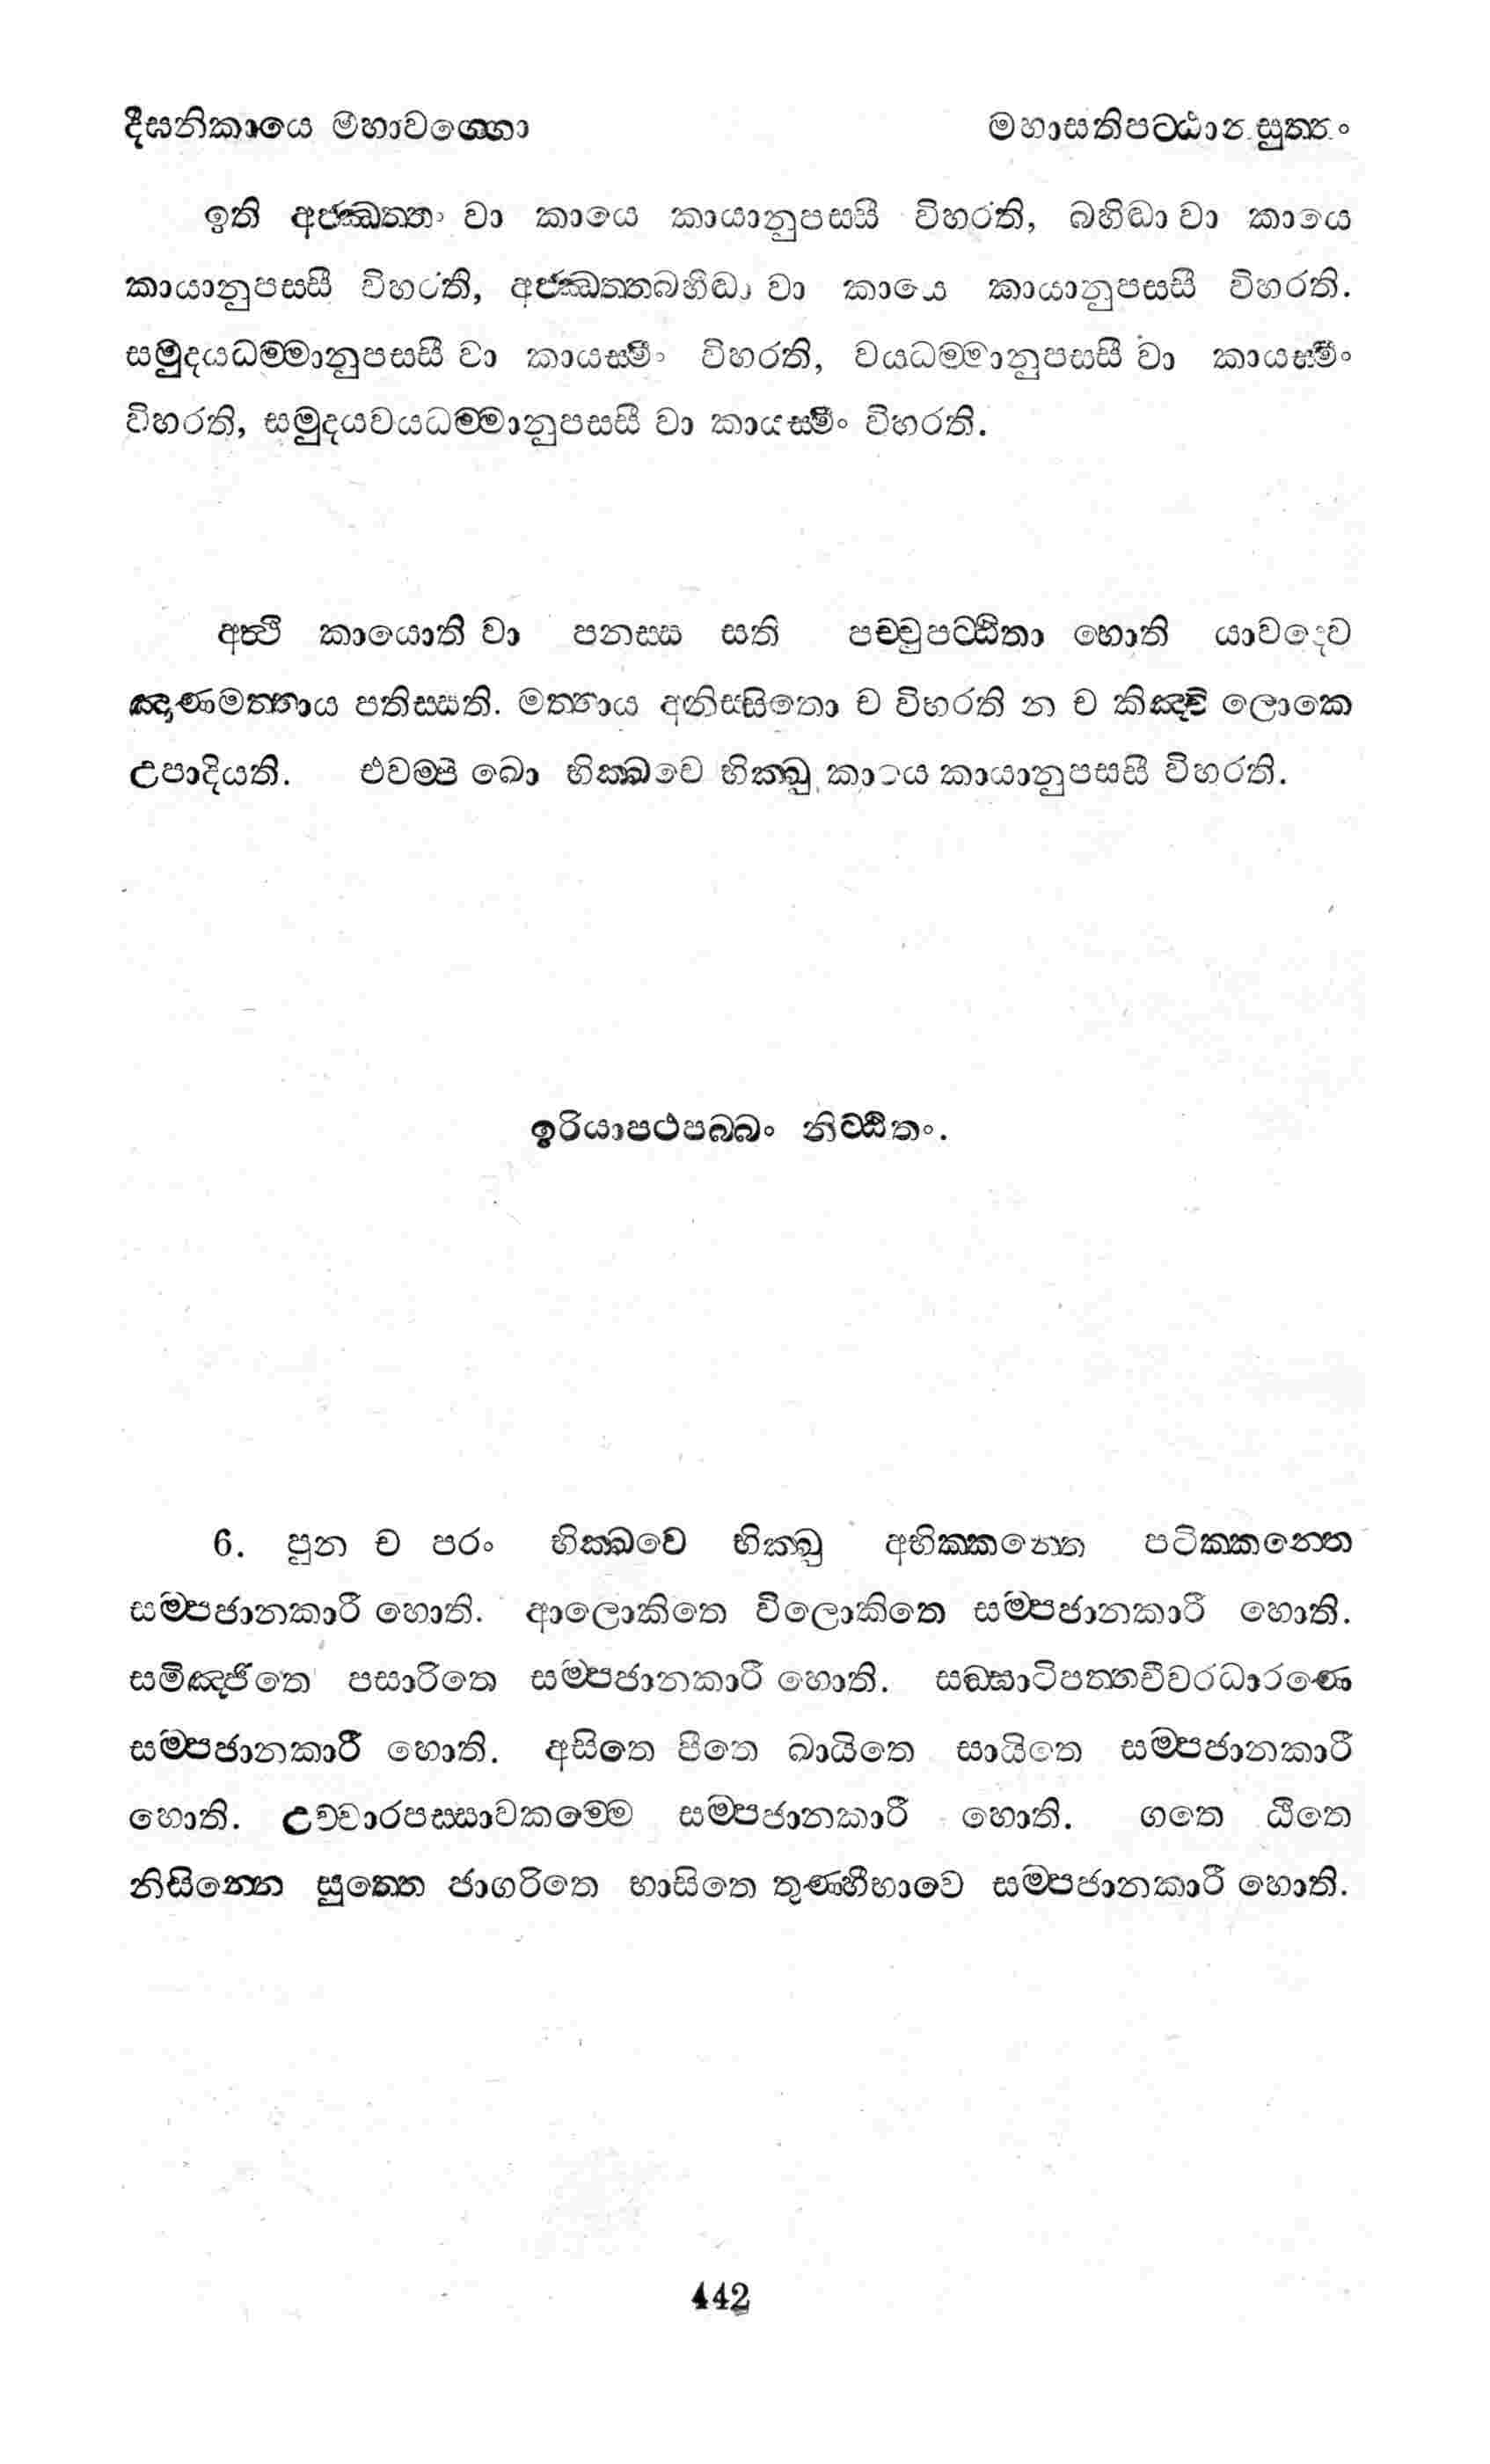 දීඝනිකායෙ මහාවග්ගො මහාසතිපට්ඨාන සුත්තං
ඉති අජ්ඣත්තං වා කායෙ කායානුපස්සී විහරති, බහිද්ධා වා කායෙ
කායානුපස්සී විහරති, අජ්ඣත්තබහිද්ධා වා කායෙ කායානුපස්සී විහරති.
සමුදයධම්මානුපස්සී වා කායස්මිං විහරති, වයධම්මානුපස්සී වා කායස්මිං
විහරති, සමුදයවයධම්මානුපස්සී වා කායස්මිං විහරති.
අත්ථි කායොති වා පනස්ස සති පච්චුපට්ඨිතා හොති යාවදෙව
ඤාණමත්තාය පතිස්සති. මත්තාය අනිස්සිතො ච විහරති න ච කිඤ්චි ලොකෙ
උපාදියති. එවම්පි ඛො භික්ඛවෙ භික්ඛු කායෙ කායානුපස්සී විහරති.
ඉරියාපථපබ්බං නිට්ඨිතං.
6. පුන ච පරං භික්ඛවෙ භික්ඛු අභික්කන්තෙ පටික්කන්තෙ
සම්පජානකාරී හොති. ආලොකිතෙ විලොකිතෙ සම්පජානකාරී හොති.
සමිඤ්ජිතෙ පසාරිතෙ සම්පජානකාරී හොති. සඞ්ඝාටිපත්තචීවරධාරණෙ
සම්පජානකාරී හොති. අසිතෙ පීතෙ ඛායිතෙ සායිතෙ සම්පජානකාරී
හොති. උච්චාරපස්සාවකම්මෙ සම්පජානකාරී හොති. ගතෙ ඨිතෙ
නිසින්නෙ සුත්තෙ ජාගරිතෙ භාසිතෙ තුණ්හීභාවෙ සම්පජානකාරී හොති.
442